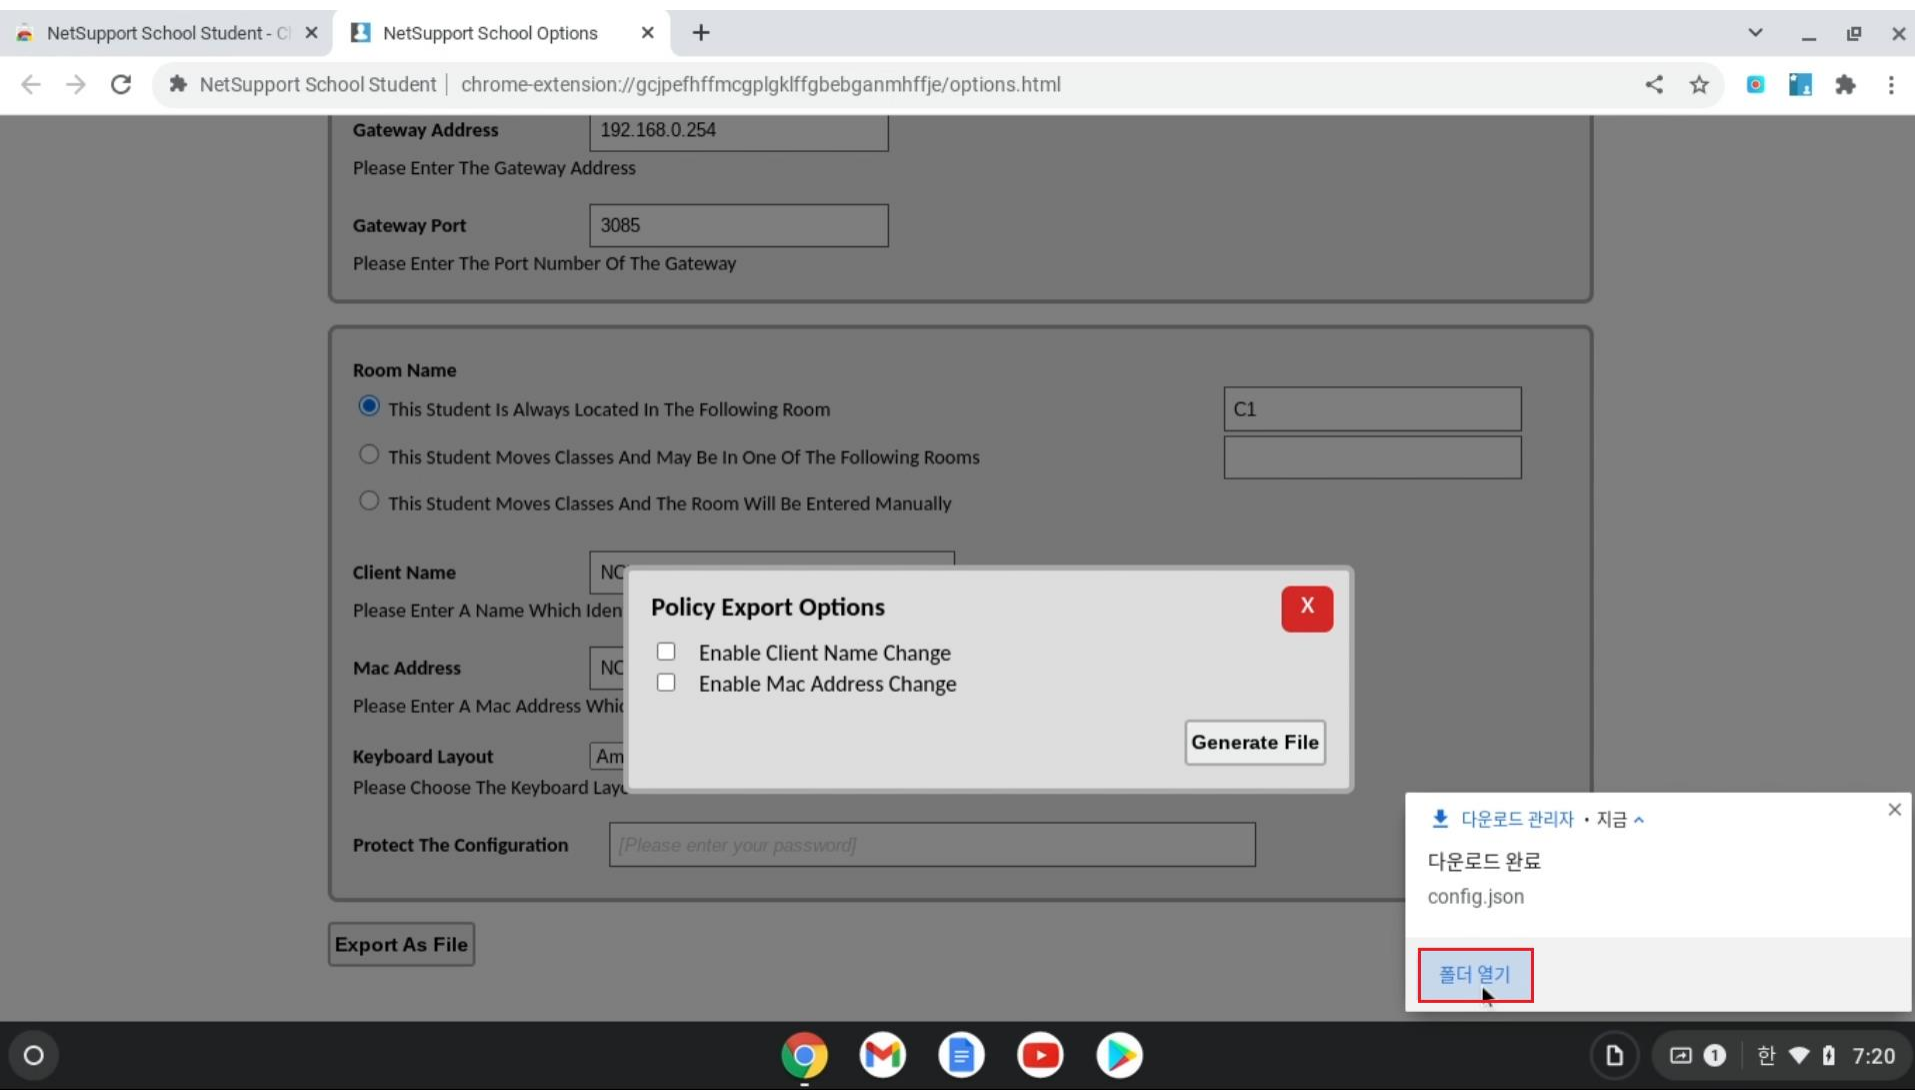 NetSupport School Student - C
NetSupport School Options
NetSupport School Student
chrome-extension://gcjpefhffmcgplgklffgbebganmhffje/options.html
Gateway Address
192.168.0.254
Please Enter The Gateway Address
Gateway Port
3085
Please Enter The Port Number Of The Gateway
Room Name
This Student Is Always Located In The Following Room
C1
This Student Moves Classes And May Be In One Of The Following Rooms
This Student Moves Classes And The Room Will Be Entered Manually
Client Name
NO
Please Enter A Name Which Iden
Policy Export Options
X
Enable Client Name Change
Enable Mac Address Change
Generate File
Mac Address
NO
Please Enter A Mac Address Whic
Keyboard Layout
Am
Please Choose The Keyboard Layo
Protect The Configuration
[Please enter your password]
Export As File
다운로드 관리자 • 지금
다운로드 완료
config.json
폴더 열기
1
한
7:20